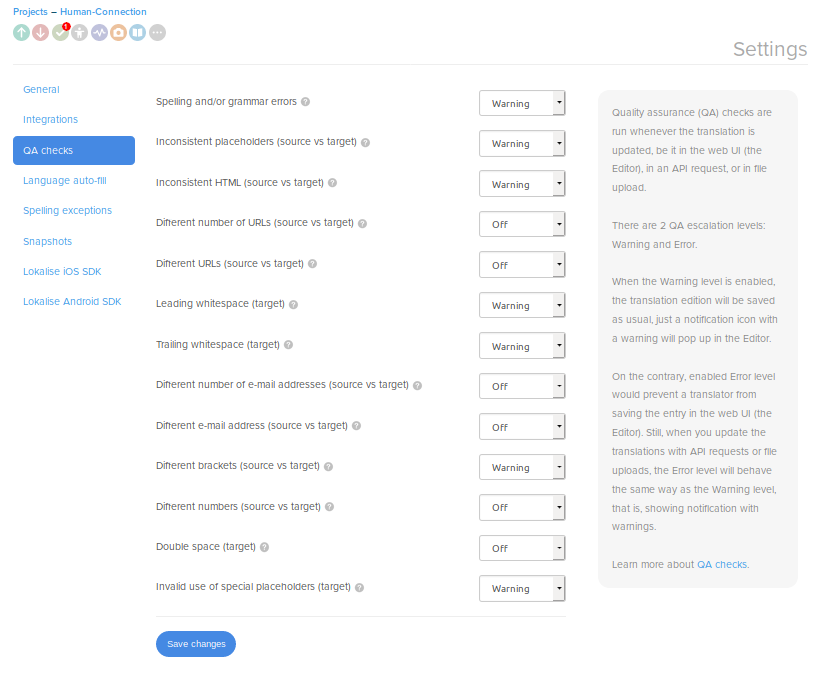 Projects – Human-Connection
1
Settings
General
Integrations
QA checks
Language auto-fill
Spelling exceptions
Snapshots
Lokalise iOS SDK
Lokalise Android SDK
Spelling and/or grammar errors ? Warning
Inconsistent placeholders (source vs target) ? Warning
Inconsistent HTML (source vs target) ? Warning
Different number of URLs (source vs target) ? Off
Different URLs (source vs target) ? Off
Leading whitespace (target) ? Warning
Trailing whitespace (target) ? Warning
Different number of e-mail addresses (source vs target) ? Off
Different e-mail address (source vs target) ? Off
Different brackets (source vs target) ? Warning
Different numbers (source vs target) ? Off
Double space (target) ? Off
Invalid use of special placeholders (target) ? Warning
Save changes
Quality assurance (QA) checks are
run whenever the translation is
updated, be it in the web UI (the
Editor), in an API request, or in file
upload.
There are 2 QA escalation levels:
Warning and Error.
When the Warning level is enabled,
the translation edition will be saved
as usual, just a notification icon with
a warning will pop up in the Editor.
On the contrary, enabled Error level
would prevent a translator from
saving the entry in the web UI (the
Editor). Still, when you update the
translations with API requests or file
uploads, the Error level will behave
the same way as the Warning level,
that is, showing notification with
warnings.
Learn more about QA checks.